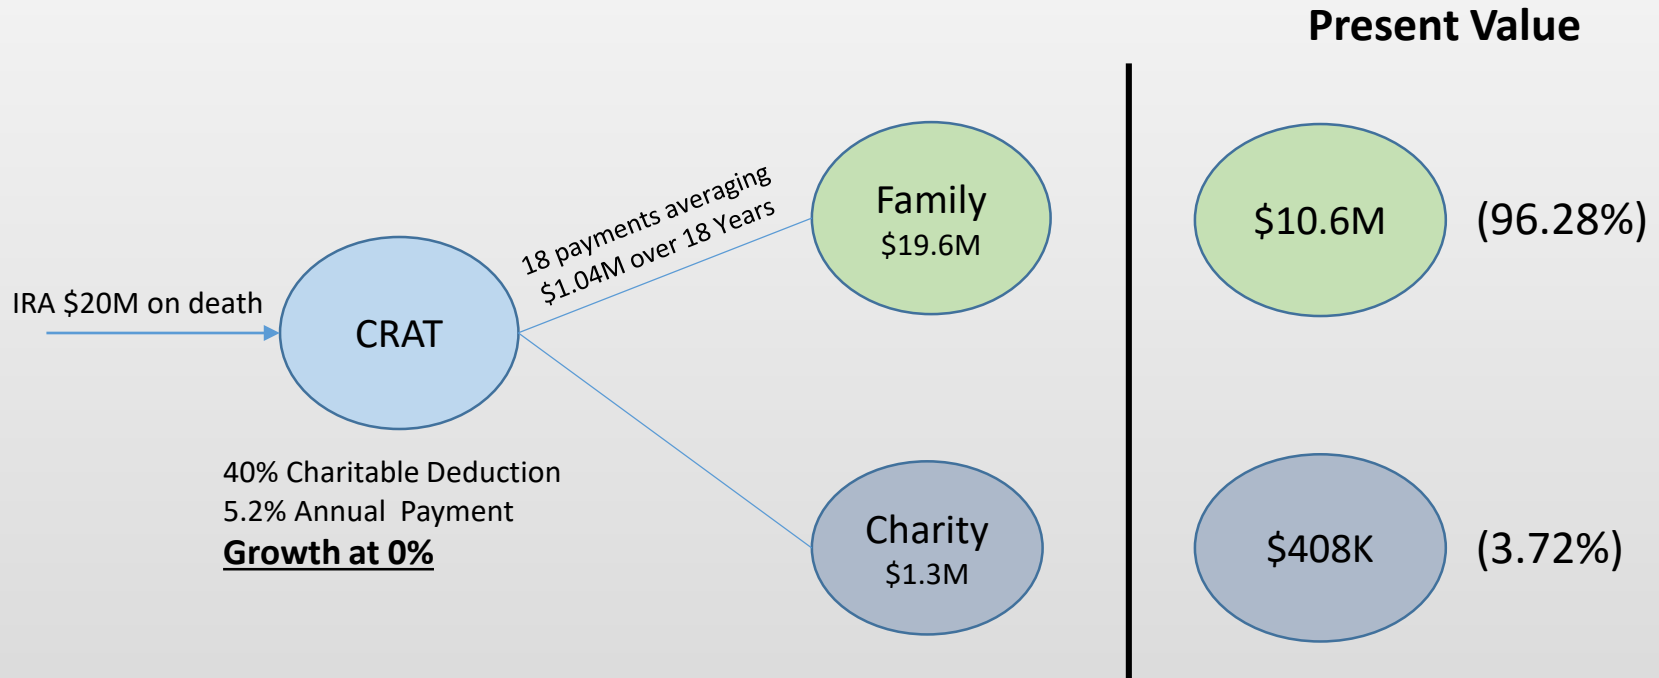 Present Value
IRA $20M on death
CRAT
40% Charitable Deduction
5.2% Annual Payment
Growth at 0%
18 payments averaging
$1.04M over 18 Years
Family
$19.6M
Charity
$1.3M
$10.6M
(96.28%)
$408K
(3.72%)